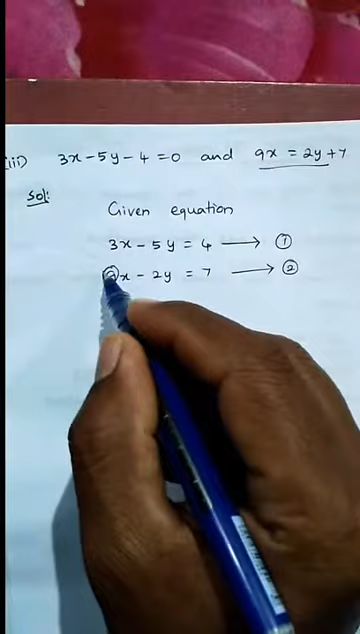 (iii) 3x - 5y - 4 = 0 and 9x = 2y + 7
Sol:
Given equation
3x - 5y = 4 → ①
9x - 2y = 7 → ②